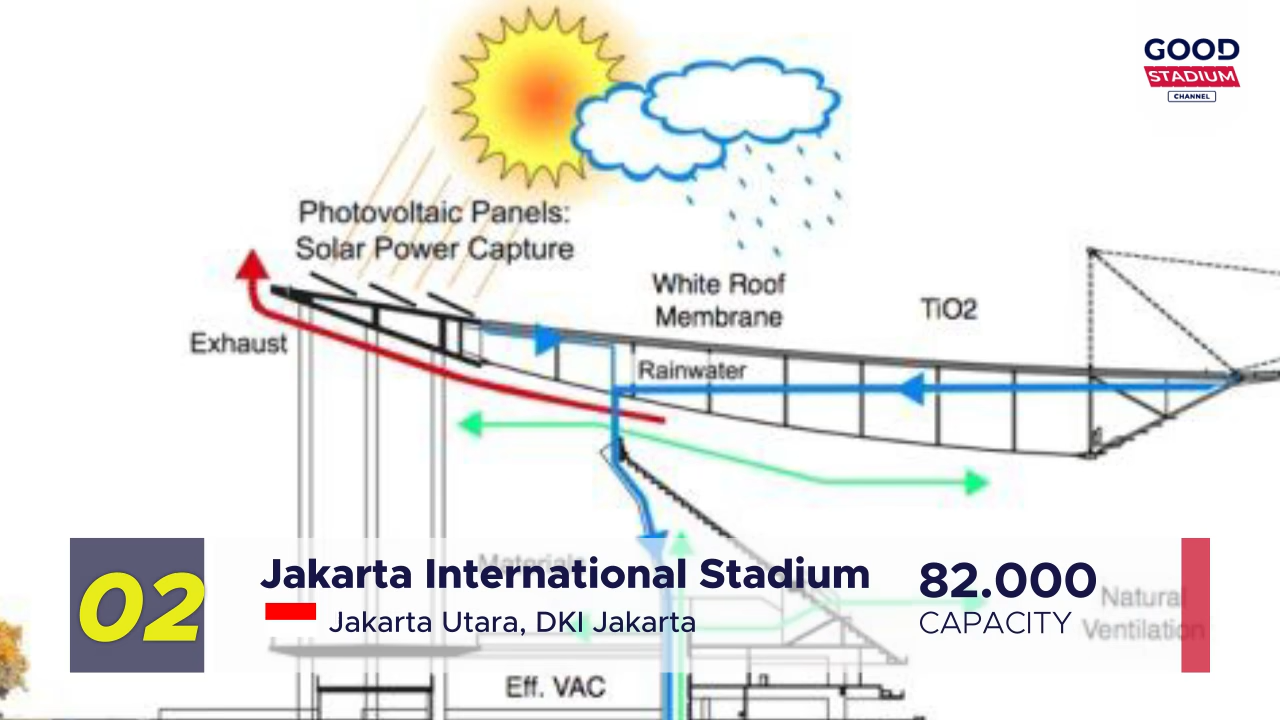 GOOD
STADIUM
CHANNEL
Photovoltaic Panels:
Solar Power Capture
White Roof
Membrane
TiO2
Exhaust
Rainwater
Materials
02
Jakarta International Stadium
Jakarta Utara, DKI Jakarta
82.000
CAPACITY
Natural
Ventilation
Eff. VAC